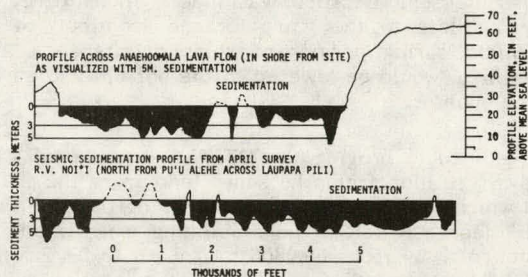 PROFILE ACROSS ANAEHOOMALA LAVA FLOW (IN SHORE FROM SITE)
AS VISUALIZED WITH 5M. SEDIMENTATION
SEDIMENTATION
0
3
5
SEISMIC SEDIMENTATION PROFILE FROM APRIL SURVEY
R.V. NOI*I (NORTH FROM PU'U ALEHE ACROSS LAUPAPA PILI)
SEDIMENTATION
0
3
5
SEDIMENT THICKNESS, METERS
0 1 2 3 4 5
THOUSANDS OF FEET
70
60
50
40
30
20
10
0
PROFILE ELEVATION, IN FEET,
ABOVE MEAN SEA LEVEL